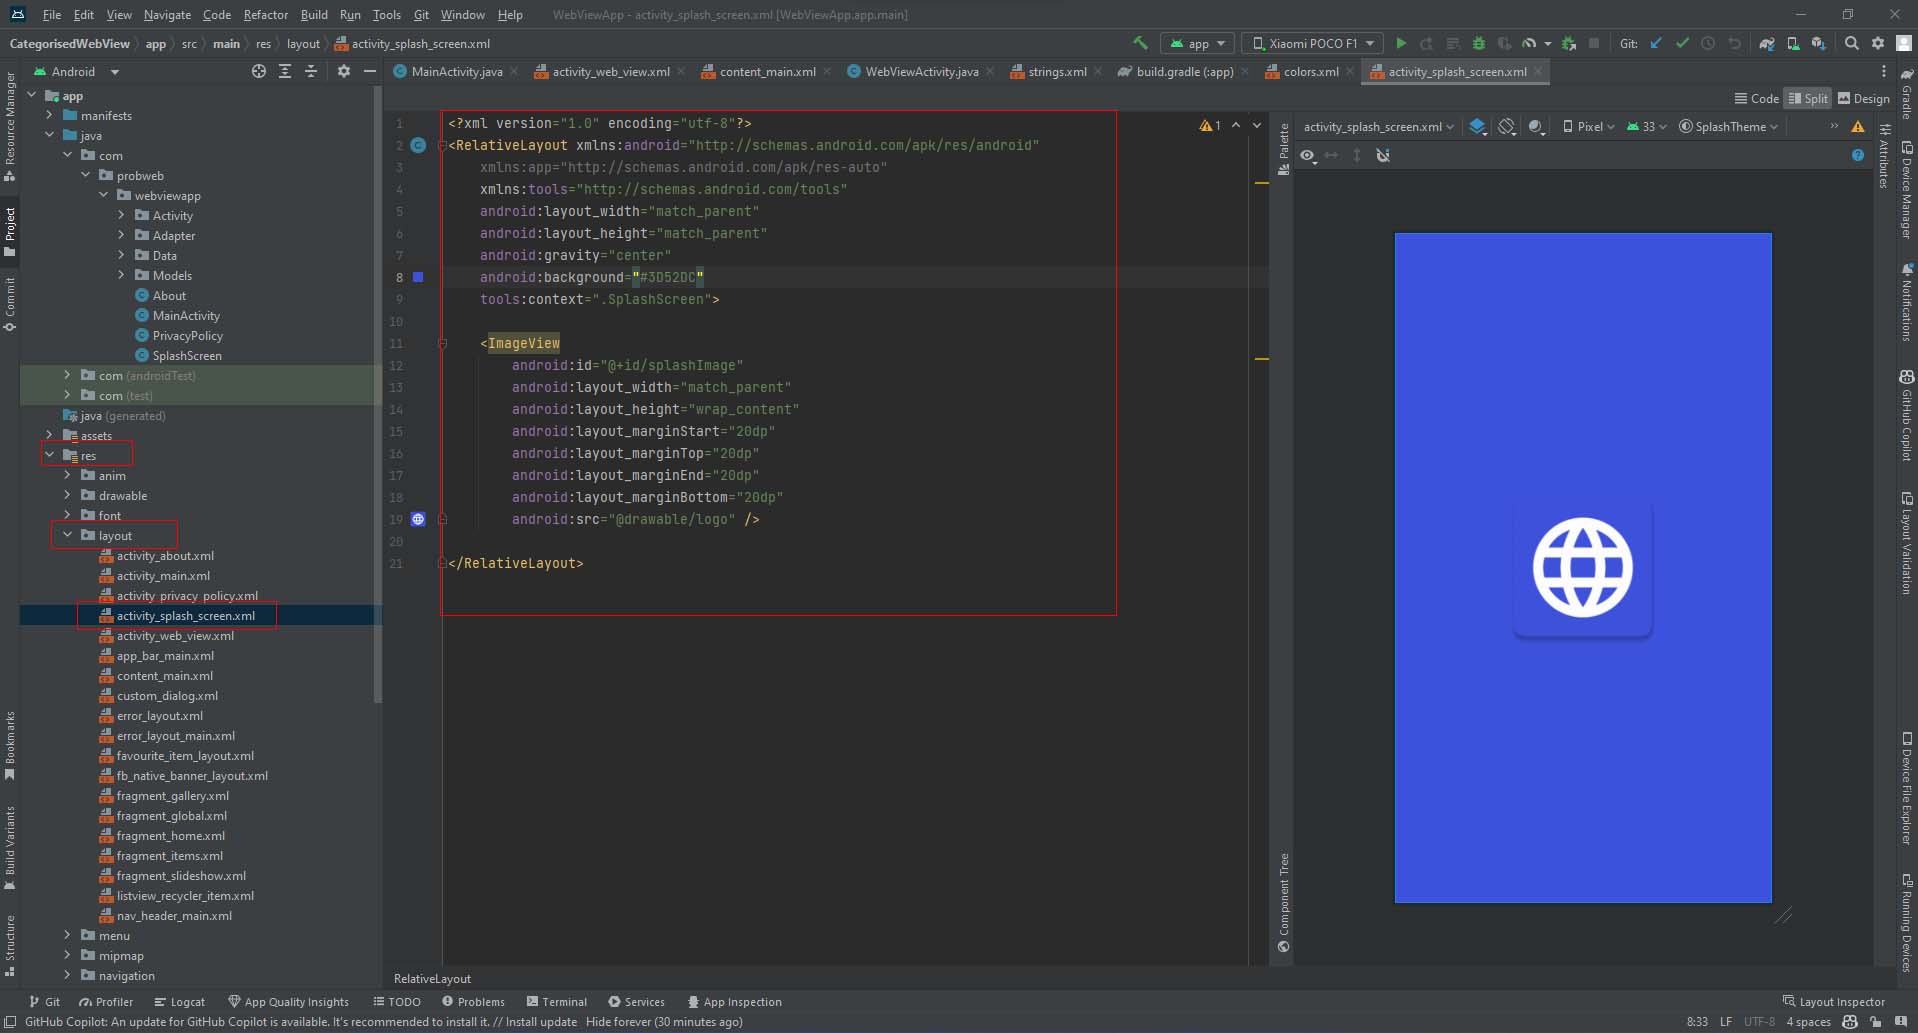 File Edit View Navigate Code Refactor Build Run Tools Git Window Help WebViewApp - activity_splash_screen.xml [WebViewApp.app.main]
CategorisedWebView app src main res layout activity_splash_screen.xml app Xiaomi POCO F1 Git:
Android MainActivity.java activity_web_view.xml content_main.xml WebViewActivity.java strings.xml build.gradle (:app) colors.xml activity_splash_screen.xml
Code Split Design
Resource Manager
Project
Commit
Bookmarks
Build Variants
Structure
app
manifests
java
com
probweb
webviewapp
Activity
Adapter
Data
Models
About
MainActivity
PrivacyPolicy
SplashScreen
com (androidTest)
com (test)
java (generated)
assets
res
anim
drawable
font
layout
activity_about.xml
activity_main.xml
activity_privacy_policy.xml
activity_splash_screen.xml
activity_web_view.xml
app_bar_main.xml
content_main.xml
custom_dialog.xml
error_layout.xml
error_layout_main.xml
favourite_item_layout.xml
fb_native_banner_layout.xml
fragment_gallery.xml
fragment_global.xml
fragment_home.xml
fragment_items.xml
fragment_slideshow.xml
listview_recycler_item.xml
nav_header_main.xml
menu
mipmap
navigation
1 <?xml version="1.0" encoding="utf-8"?>
2 <RelativeLayout xmlns:android="http://schemas.android.com/apk/res/android"
3 xmlns:app="http://schemas.android.com/apk/res-auto"
4 xmlns:tools="http://schemas.android.com/tools"
5 android:layout_width="match_parent"
6 android:layout_height="match_parent"
7 android:gravity="center"
8 android:background="#3D52DC"
9 tools:context=".SplashScreen">
10
11 <ImageView
12 android:id="@+id/splashImage"
13 android:layout_width="match_parent"
14 android:layout_height="wrap_content"
15 android:layout_marginStart="20dp"
16 android:layout_marginTop="20dp"
17 android:layout_marginEnd="20dp"
18 android:layout_marginBottom="20dp"
19 android:src="@drawable/logo" />
20
21 </RelativeLayout>
1
RelativeLayout
Palette
Component Tree
activity_splash_screen.xml Pixel 33 SplashTheme
Attributes
Gradle
Device Manager
Notifications
GitHub Copilot
Layout Validation
Device File Explorer
Running Devices
Git Profiler Logcat App Quality Insights TODO Problems Terminal Services App Inspection Layout Inspector
GitHub Copilot: An update for GitHub Copilot is available. It's recommended to install it. // Install update Hide forever (30 minutes ago) 8:33 LF UTF-8 4 spaces